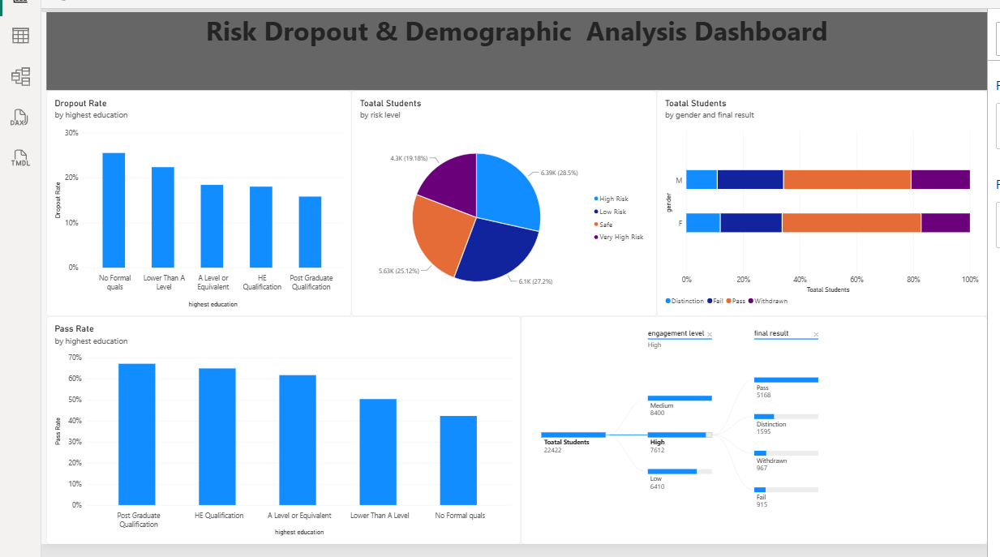 Risk Dropout & Demographic  Analysis Dashboard
DAX
TMDL
Dropout Rate
by highest education
Dropout Rate
30%
20%
10%
0%
No Formal
quals
Lower Than A
Level
A Level or
Equivalent
HE
Qualification
Post Graduate
Qualification
highest education
Toatal Students
by risk level
4.3K (19.18%)
6.39K (28.5%)
5.63K (25.12%)
6.1K (27.2%)
High Risk
Low Risk
Safe
Very High Risk
Toatal Students
by gender and final result
gender
M
F
0%
20%
40%
60%
80%
100%
Toatal Students
Distinction
Fail
Pass
Withdrawn
Pass Rate
by highest education
Pass Rate
70%
60%
50%
40%
30%
20%
10%
0%
Post Graduate
Qualification
HE Qualification
A Level or Equivalent
Lower Than A Level
No Formal quals
highest education
engagement level
High
final result
Toatal Students
22422
Medium
8400
High
7612
Low
6410
Pass
5168
Distinction
1595
Withdrawn
967
Fail
915